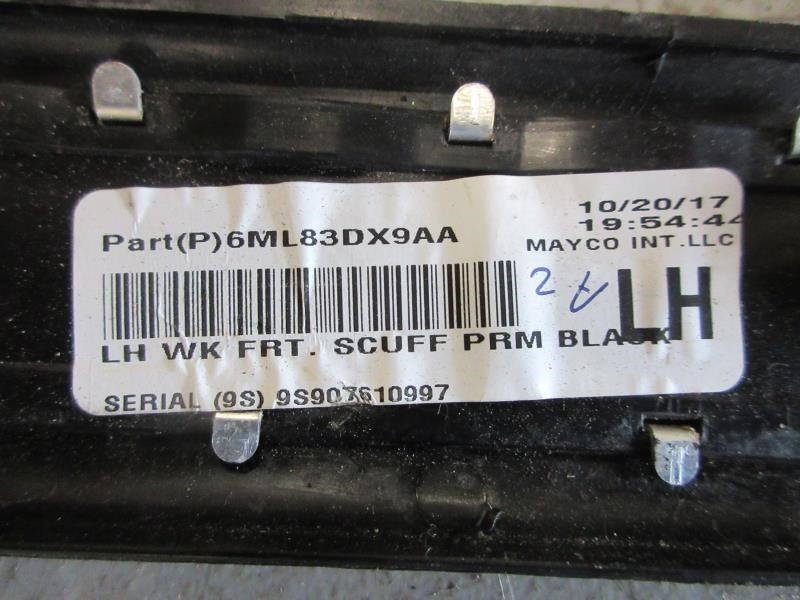 10/20/17
Part(P)6ML83DX9AA 19:54:44
MAYCO INT.LLC
2
LH
LH WK FRT. SCUFF PRM BLACK
SERIAL (9S) 9S907610997